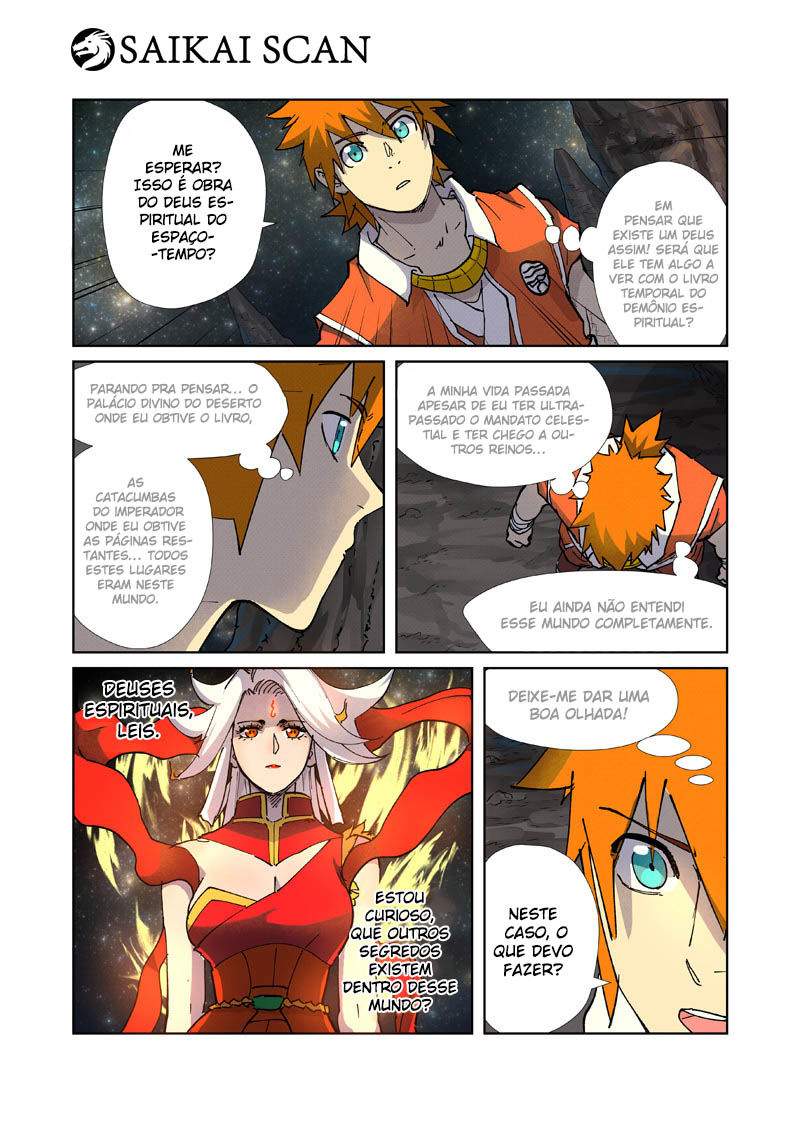 SAIKAI SCAN
ME
ESPERAR?
ISSO É OBRA
DO DEUS ES-
PIRITUAL DO
ESPAÇO-
-TEMPO?
EM
PENSAR QUE
EXISTE UM DEUS
ASSIM! SERÁ QUE
ELE TEM ALGO A
VER COM O LIVRO
TEMPORAL DO
DEMÔNIO ES-
PIRITUAL?
PARANDO PRA PENSAR... O
PALÁCIO DIVINO DO DESERTO
ONDE EU OBTIVE O LIVRO,
AS
CATACUMBAS
DO IMPERADOR
ONDE EU OBTIVE
AS PÁGINAS RES-
TANTES... TODOS
ESTES LUGARES
ERAM NESTE
MUNDO.
A MINHA VIDA PASSADA
APESAR DE EU TER ULTRA-
PASSADO O MANDATO CELES-
TIAL E TER CHEGO A OU-
TROS REINOS...
EU AINDA NÃO ENTENDI
ESSE MUNDO COMPLETAMENTE.
DEUSES
ESPIRITUAIS,
LEIS.
ESTOU
CURIOSO,
QUE OUTROS
SEGREDOS
EXISTEM
DENTRO DESSE
MUNDO?
DEIXE-ME DAR UMA
BOA OLHADA!
NESTE
CASO, O
QUE DEVO
FAZER?